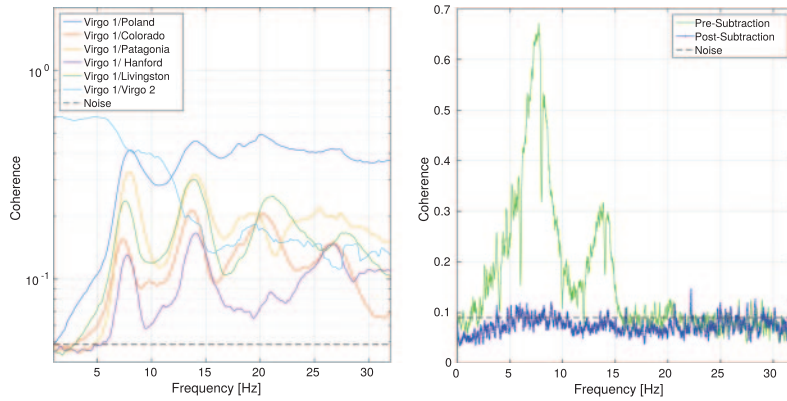 Virgo 1/Poland
Virgo 1/Colorado
Virgo 1/Patagonia
Virgo 1/ Hanford
Virgo 1/Livingston
Virgo 1/Virgo 2
Noise
10^0
10^-1
Coherence
5 10 15 20 25 30
Frequency [Hz]
0.7
0.6
0.5
0.4
0.3
0.2
0.1
0
Coherence
Pre-Subtraction
Post-Subtraction
Noise
0 5 10 15 20 25 30
Frequency [Hz]